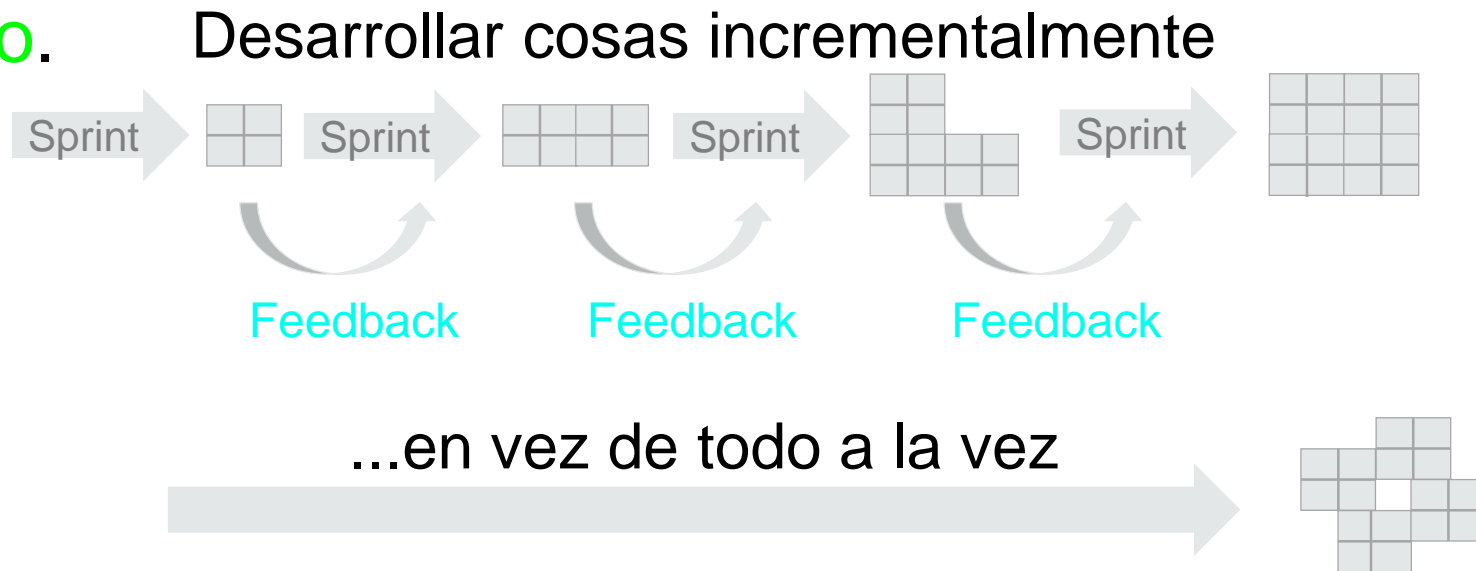 o. Desarrollar cosas incrementalmente
Sprint Sprint Sprint Sprint
Feedback Feedback Feedback
...en vez de todo a la vez